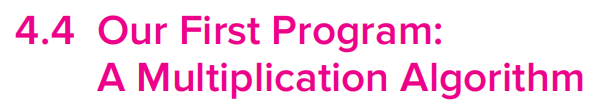 4.4 Our First Program:
A Multiplication Algorithm